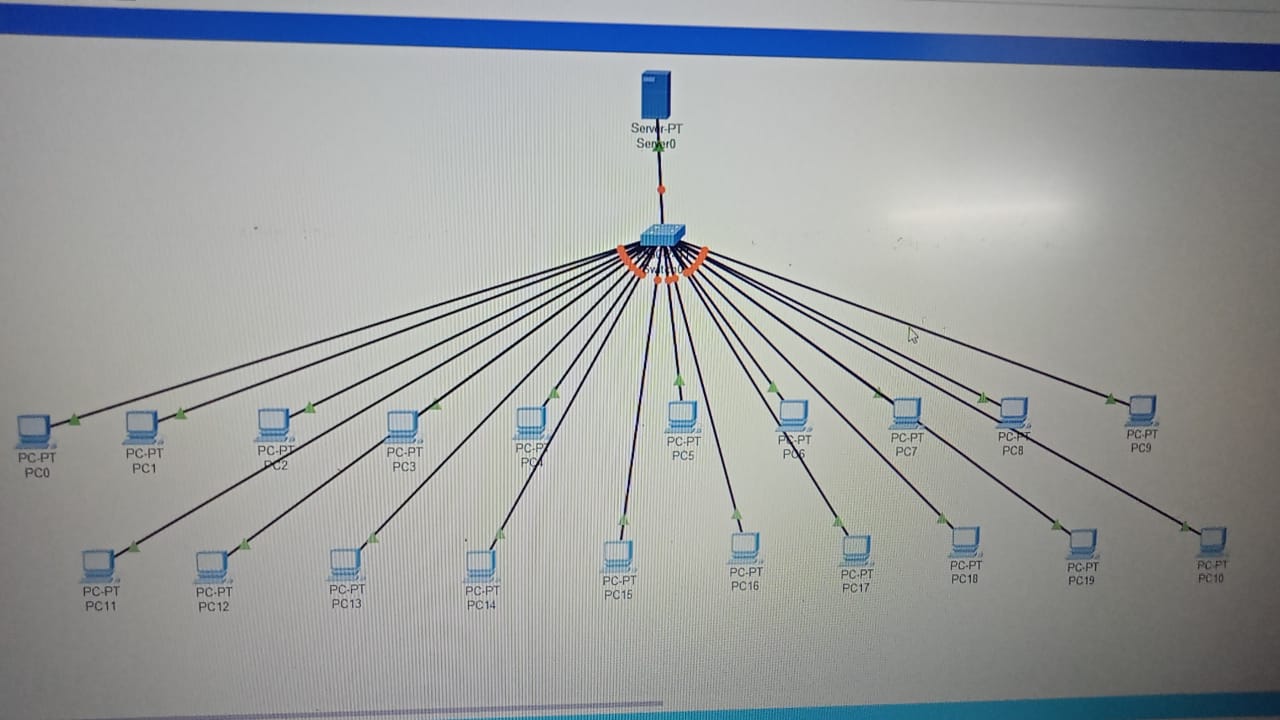 Server-PT
Server0
Switch0
PC-PT
PC0
PC-PT
PC1
PC-PT
PC2
PC-PT
PC3
PC-PT
PC4
PC-PT
PC5
PC-PT
PC6
PC-PT
PC7
PC-PT
PC8
PC-PT
PC9
PC-PT
PC11
PC-PT
PC12
PC-PT
PC13
PC-PT
PC14
PC-PT
PC15
PC-PT
PC16
PC-PT
PC17
PC-PT
PC18
PC-PT
PC19
PC-PT
PC10